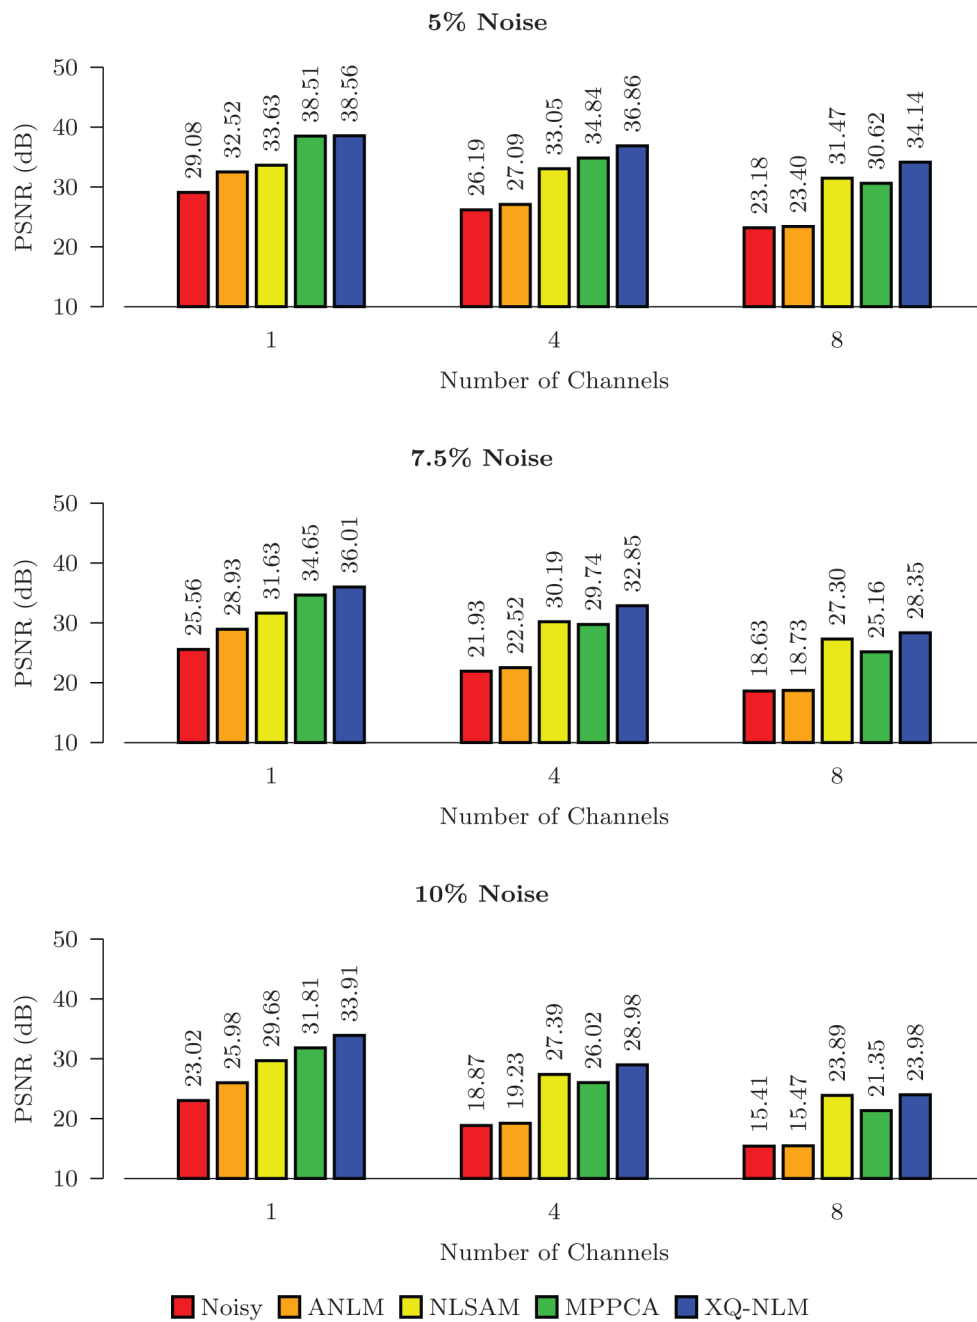 5% Noise
50
40
30
20
10
PSNR (dB)
29.08 32.52 33.63 38.51 38.56
26.19 27.09 33.05 34.84 36.86
23.18 23.40 31.47 30.62 34.14
1 4 8
Number of Channels
7.5% Noise
50
40
30
20
10
PSNR (dB)
25.56 28.93 31.63 34.65 36.01
21.93 22.52 30.19 29.74 32.85
18.63 18.73 27.30 25.16 28.35
1 4 8
Number of Channels
10% Noise
50
40
30
20
10
PSNR (dB)
23.02 25.98 29.68 31.81 33.91
18.87 19.23 27.39 26.02 28.98
15.41 15.47 23.89 21.35 23.98
1 4 8
Number of Channels
Noisy ANLM NLSAM MPPCA XQ-NLM